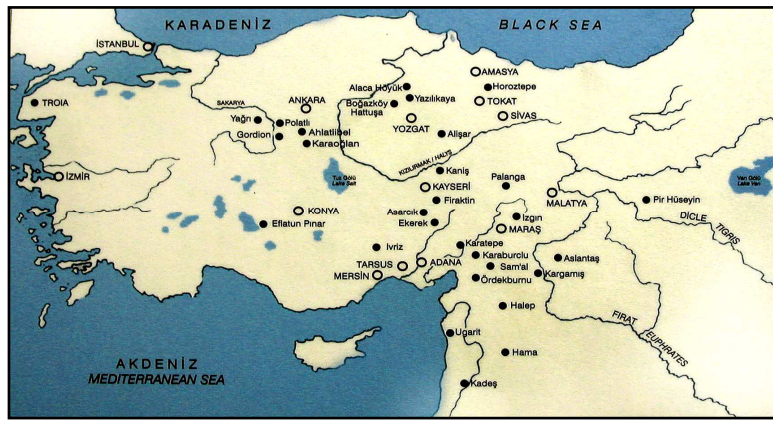 KARADENİZ
BLACK SEA
İSTANBUL
AMASYA
Alaca Höyük
Horoztepe
TROIA
SAKARYA
ANKARA
Yazılıkaya
Boğazköy
Hattuşa
TOKAT
Yağrı
Polatlı
YOZGAT
SİVAS
Ahlatlıbel
Gordion
Alişar
Karaoğlan
KIZILIRMAK / HALYS
İZMİR
Tuz Gölü
Lake Salt
Kaniş
Palanga
Van Gölü
Lake Van
KAYSERİ
MALATYA
Firaktin
Pir Hüseyin
KONYA
Asarcık
DİCLE
TIGRIS
Eflatun Pınar
Ekerek
Izgın
MARAŞ
Ivriz
Karatepe
Karaburclu
Aslantaş
TARSUS
ADANA
Sam'al
MERSİN
Kargamış
Ördekburnu
Halep
FIRAT
EUPHRATES
Ugarit
AKDENİZ
MEDITERRANEAN SEA
Hama
Kadeş